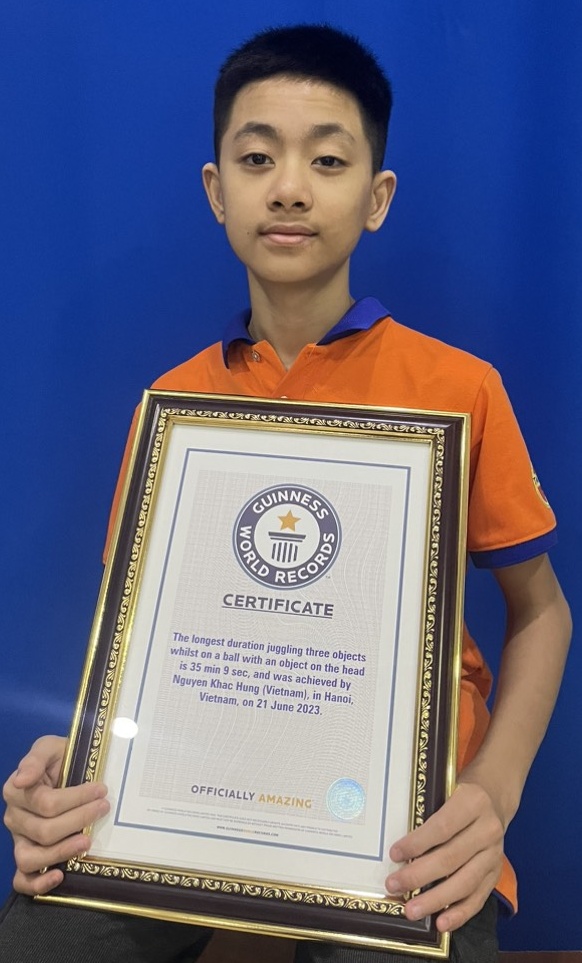 GUINNESS
WORLD RECORDS
CERTIFICATE
The longest duration juggling three objects
whilst on a ball with an object on the head
is 35 min 9 sec, and was achieved by
Nguyen Khac Hung (Vietnam), in Hanoi,
Vietnam, on 21 June 2023.
OFFICIALLY AMAZING